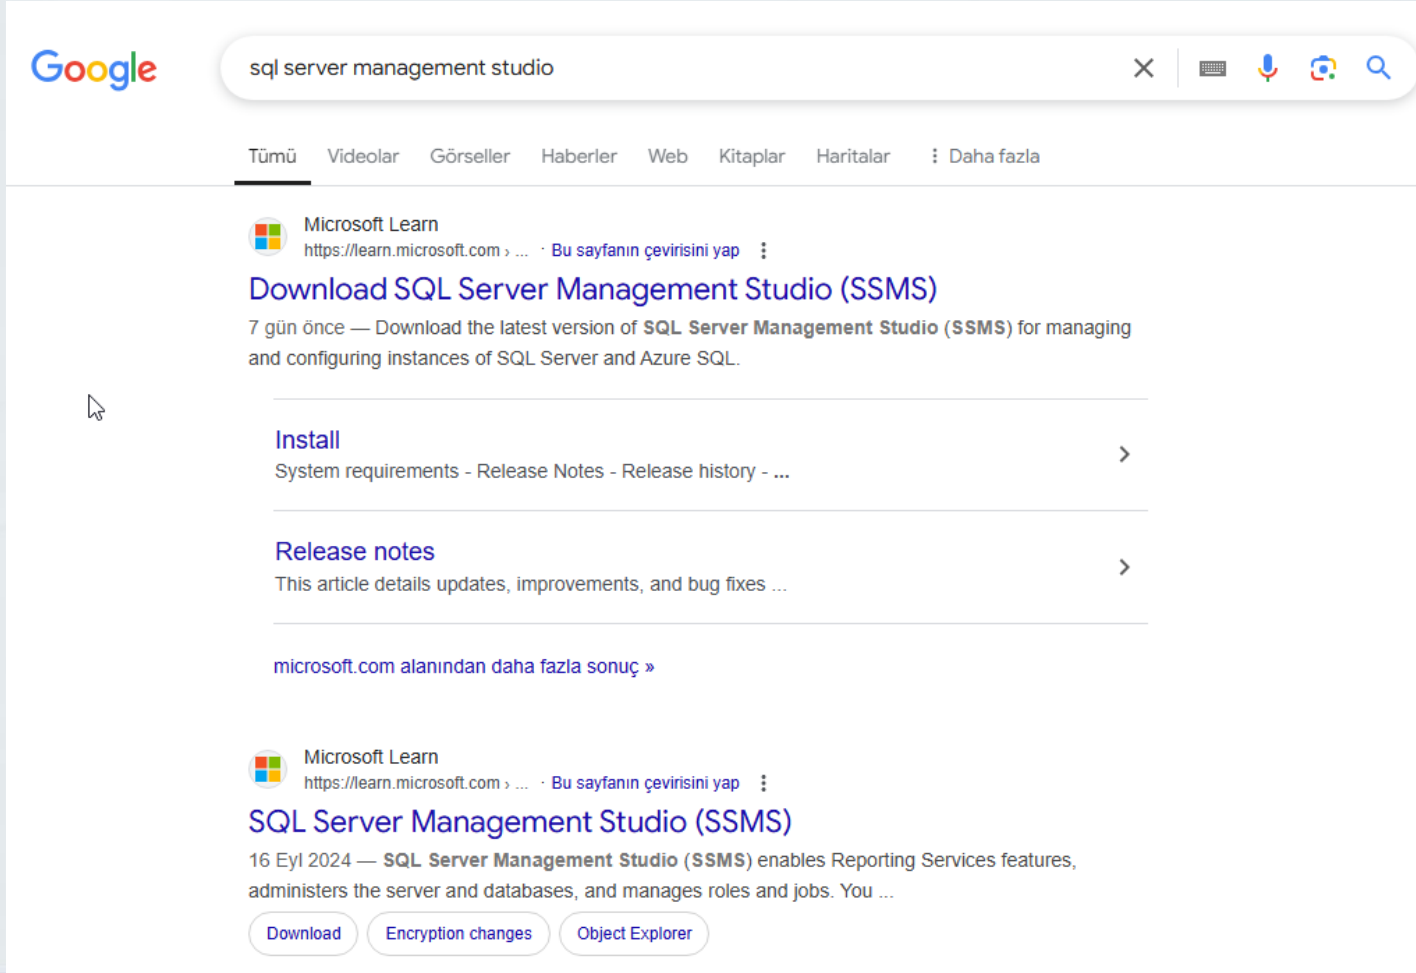 Google
sql server management studio
Tümü Videolar Görseller Haberler Web Kitaplar Haritalar Daha fazla
Microsoft Learn
https://learn.microsoft.com › ... · Bu sayfanın çevirisini yap
Download SQL Server Management Studio (SSMS)
7 gün önce — Download the latest version of SQL Server Management Studio (SSMS) for managing
and configuring instances of SQL Server and Azure SQL.
Install
System requirements - Release Notes - Release history - ...
Release notes
This article details updates, improvements, and bug fixes ...
microsoft.com alanından daha fazla sonuç »
Microsoft Learn
https://learn.microsoft.com › ... · Bu sayfanın çevirisini yap
SQL Server Management Studio (SSMS)
16 Eyl 2024 — SQL Server Management Studio (SSMS) enables Reporting Services features,
administers the server and databases, and manages roles and jobs. You ...
Download Encryption changes Object Explorer